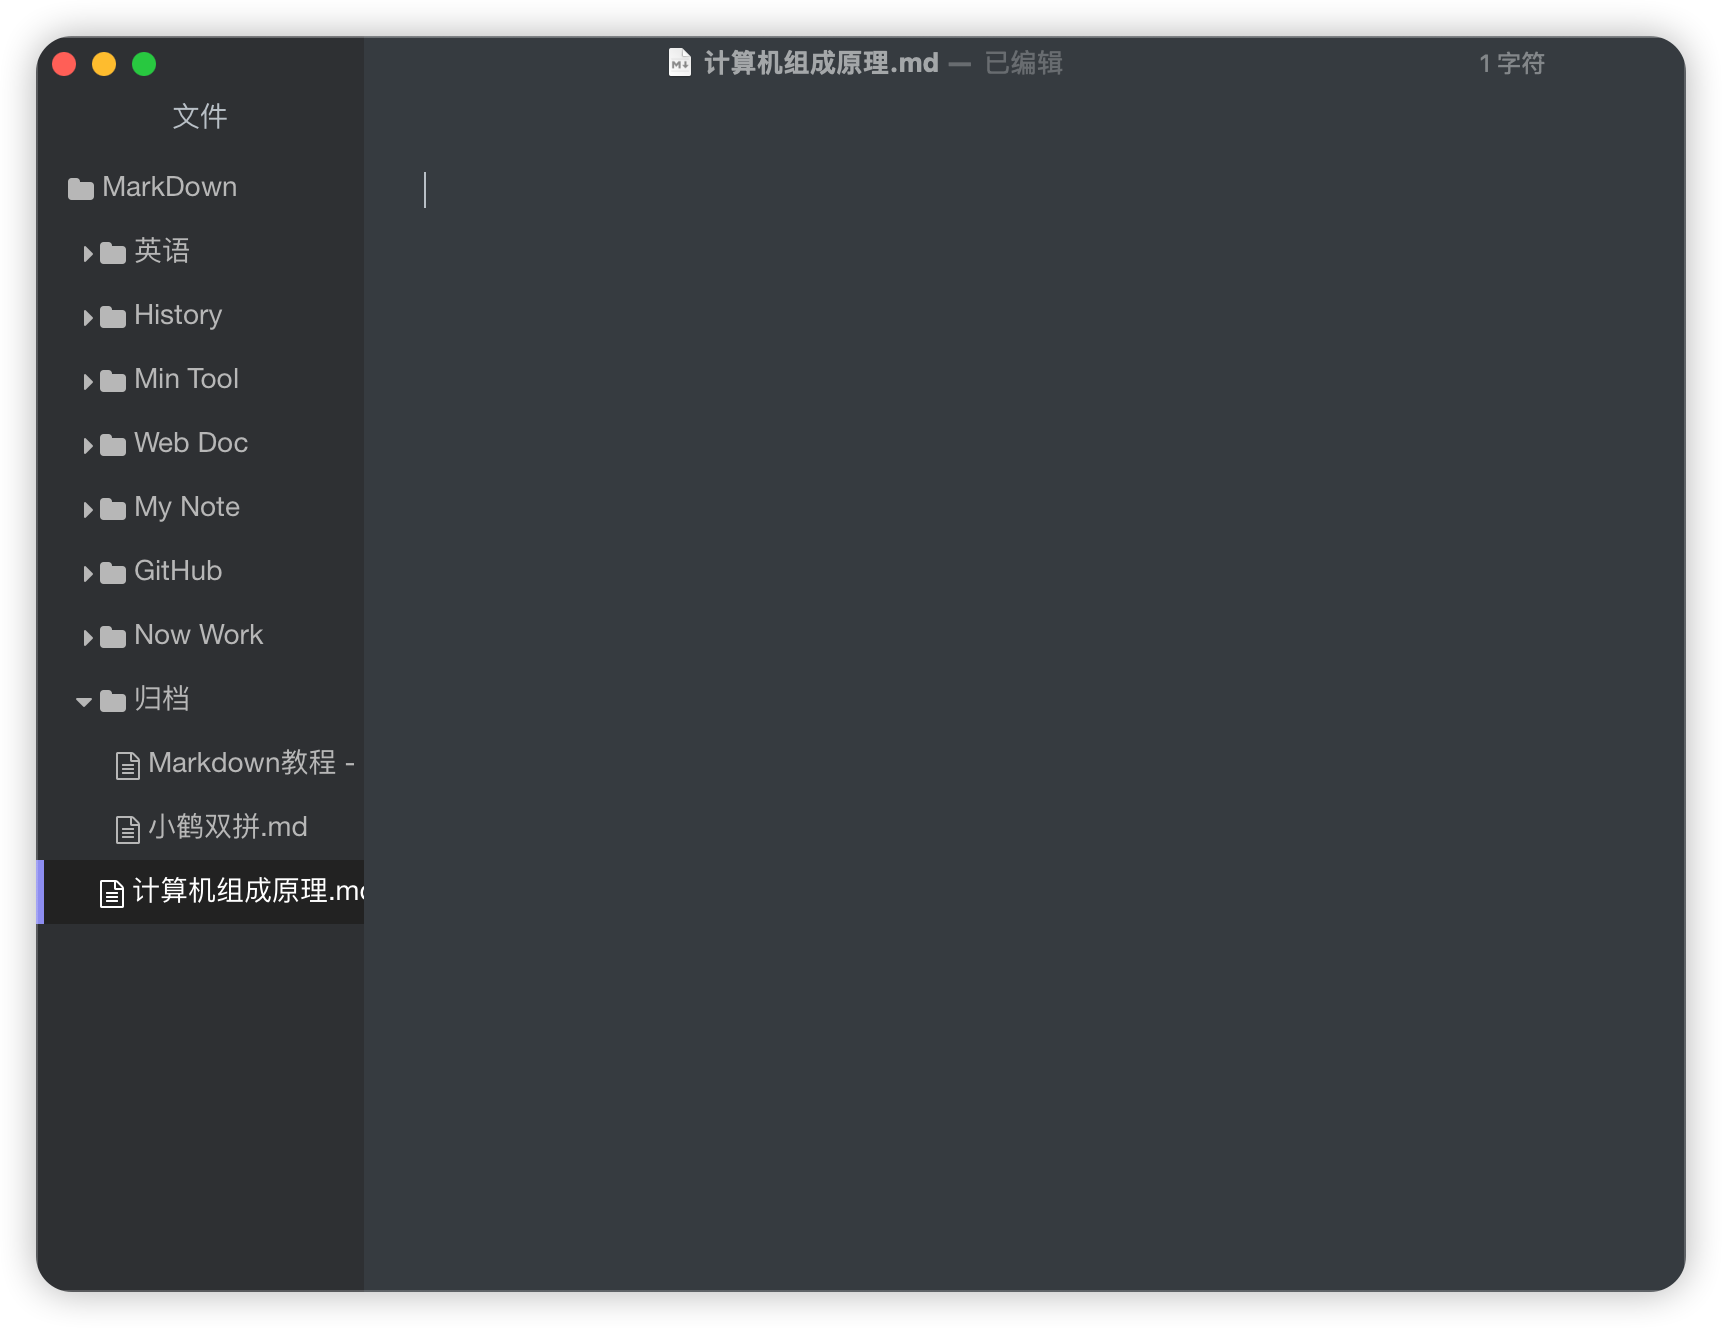 计算机组成原理.md — 已编辑
1 字符
文件
MarkDown
英语
History
Min Tool
Web Doc
My Note
GitHub
Now Work
归档
Markdown教程 -
小鹤双拼.md
计算机组成原理.md